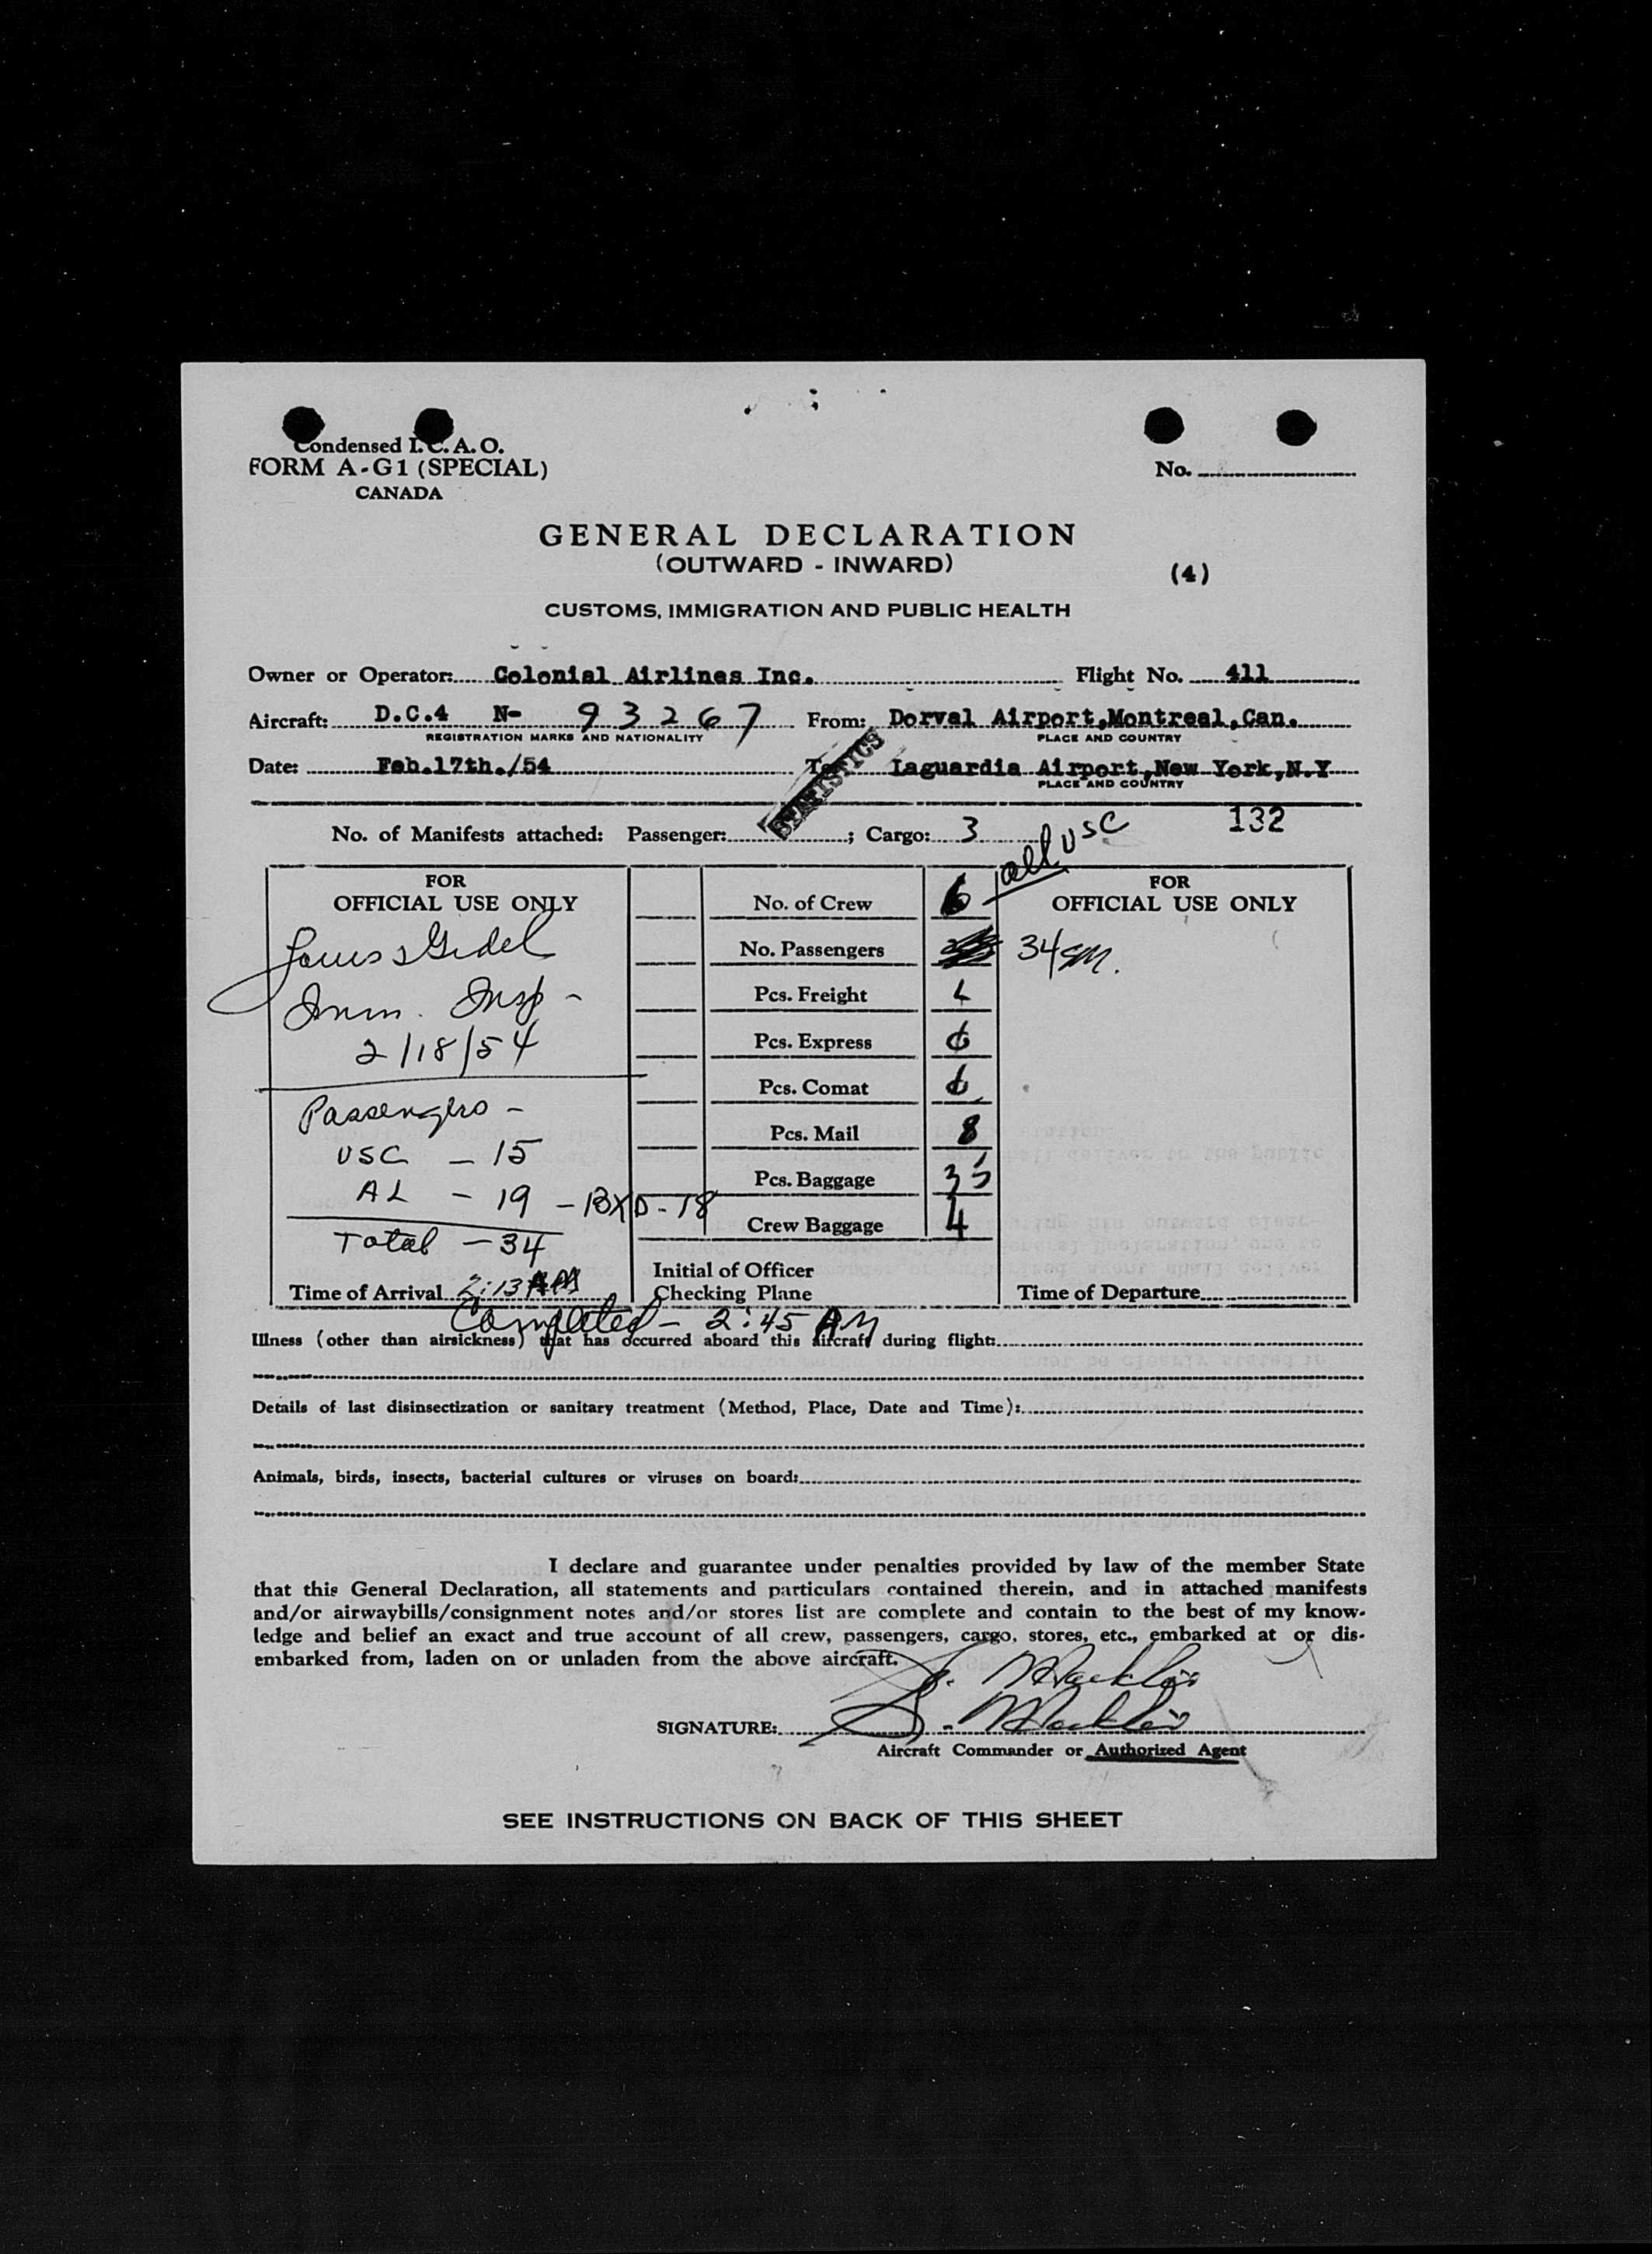 Condensed I.C.A.O.
FORM A-G1 (SPECIAL)
CANADA
No.
GENERAL DECLARATION
(OUTWARD - INWARD)
(4)
CUSTOMS, IMMIGRATION AND PUBLIC HEALTH
Owner or Operator: Colonial Airlines Inc. Flight No. 411
Aircraft: D.C.4 N- 93267 From: Dorval Airport, Montreal, Can.
REGISTRATION MARKS AND NATIONALITY PLACE AND COUNTRY
Date: Feb.17th./54 To: Laguardia Airport, New York, N.Y
PLACE AND COUNTRY
STATISTICS
132
No. of Manifests attached: Passenger: ; Cargo: 3
all USC
FOR
OFFICIAL USE ONLY
Imm. Insp -
2/18/54
Passengers -
USC - 15
AL - 19 - BXD - 18
Total - 34
Time of Arrival 2:13 AM
Completed - 2:45 AM
No. of Crew 6
No. Passengers
Pcs. Freight
Pcs. Express
Pcs. Comat
Pcs. Mail 8
Pcs. Baggage 35
Crew Baggage 4
Initial of Officer
Checking Plane
FOR
OFFICIAL USE ONLY
34
Time of Departure
Illness (other than airsickness) that has occurred aboard this aircraft during flight:
Details of last disinsectization or sanitary treatment (Method, Place, Date and Time):
Animals, birds, insects, bacterial cultures or viruses on board:
I declare and guarantee under penalties provided by law of the member State
that this General Declaration, all statements and particulars contained therein, and in attached manifests
and/or airwaybills/consignment notes and/or stores list are complete and contain to the best of my know-
ledge and belief an exact and true account of all crew, passengers, cargo, stores, etc., embarked at or dis-
embarked from, laden on or unladen from the above aircraft.
SIGNATURE:
Aircraft Commander or Authorized Agent
SEE INSTRUCTIONS ON BACK OF THIS SHEET